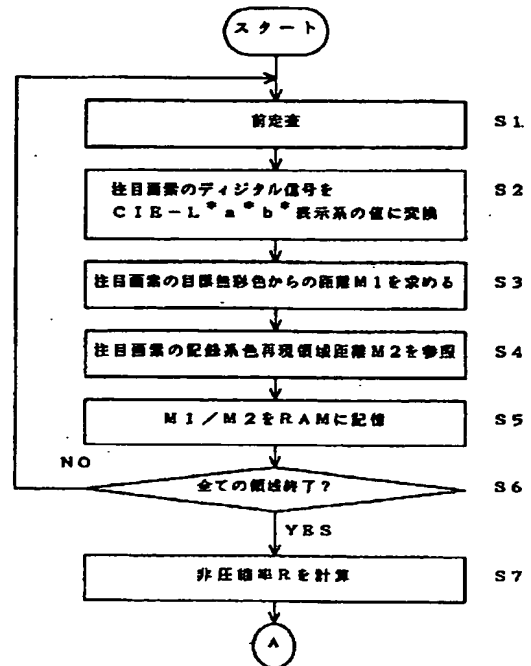 スタート
前走査 S1
注目画素のディジタル信号を
CIE-L*a*b*表示系の値に変換 S2
注目画素の目標無彩色からの距離M1を求める S3
注目画素の記録系色再現領域距離M2を参照 S4
M1/M2をRAMに記憶 S5
NO
全ての領域終了? S6
YES
非圧縮率Rを計算 S7
A